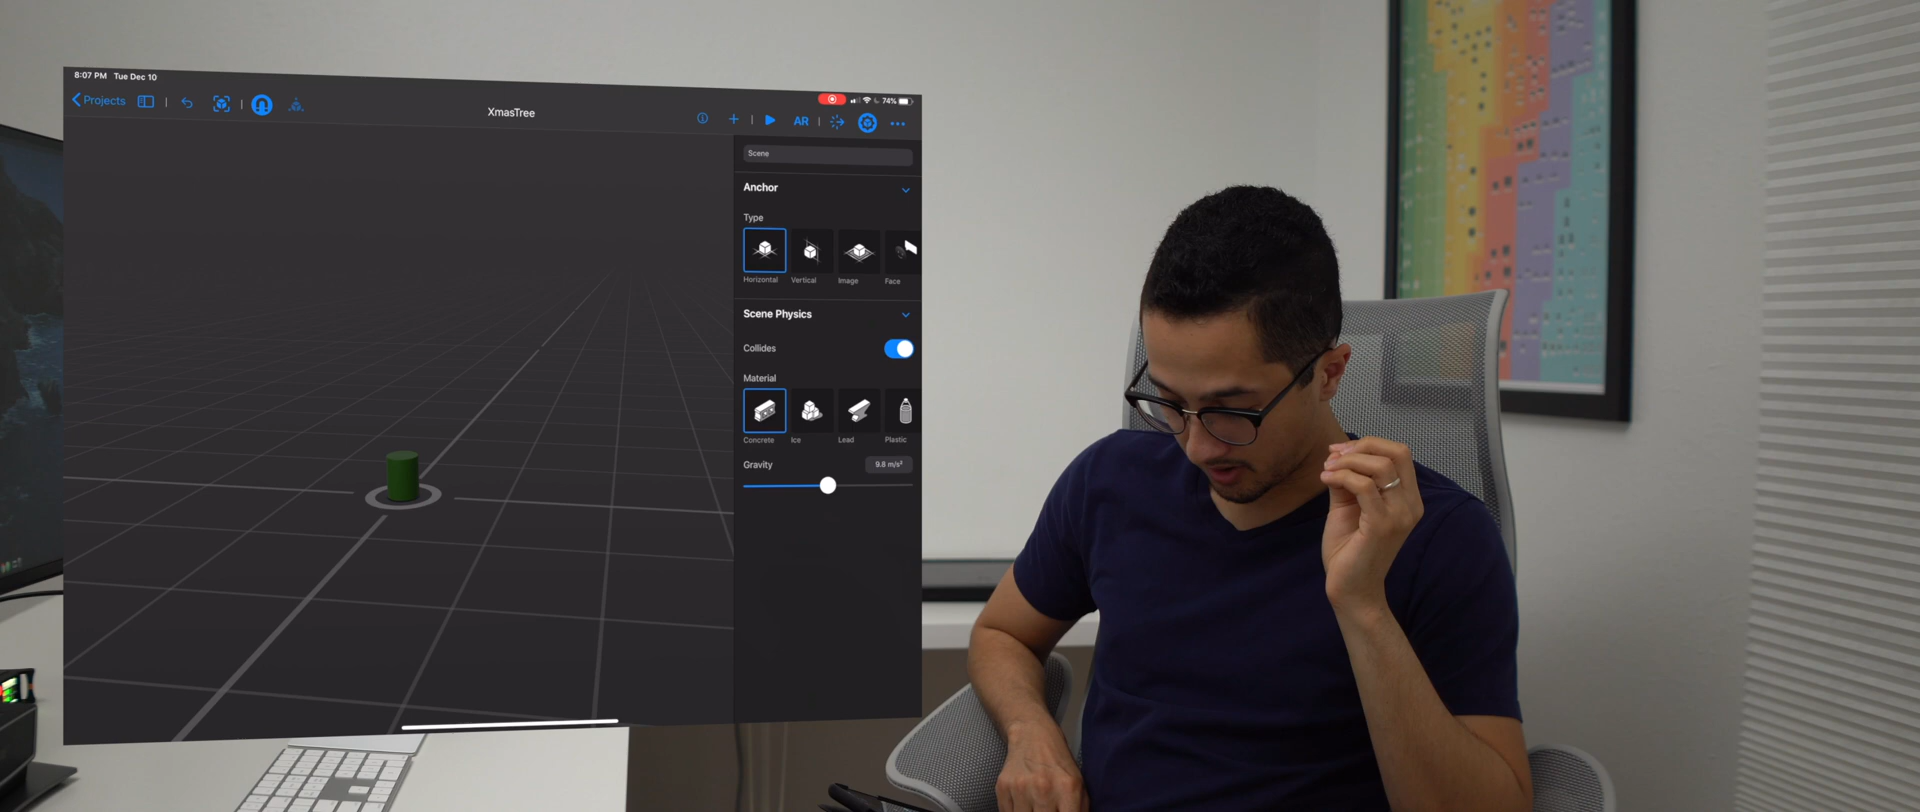 8:07 PM Tue Dec 10
74%
Projects
XmasTree
AR
Scene
Anchor
Type
Horizontal Vertical Image Face
Scene Physics
Collides
Material
Concrete Ice Lead Plastic
Gravity 9.8 m/s²